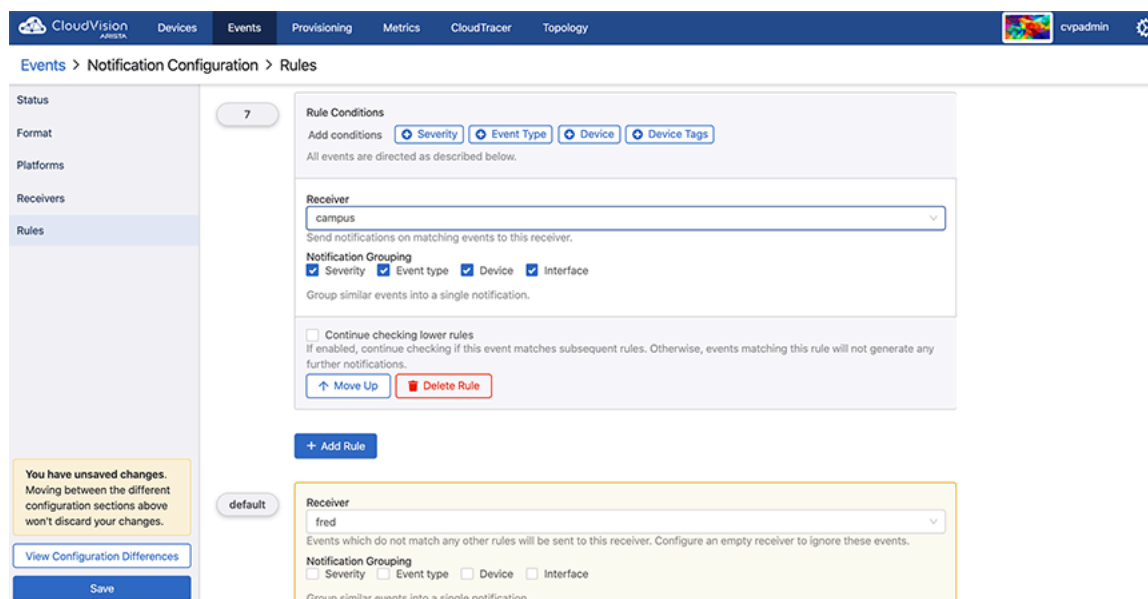 CloudVision
ARISTA
Devices
Events
Provisioning
Metrics
CloudTracer
Topology
cvpadmin
Events > Notification Configuration > Rules
Status
Format
Platforms
Receivers
Rules
You have unsaved changes.
Moving between the different
configuration sections above
won't discard your changes.
View Configuration Differences
Save
7
Rule Conditions
Add conditions Severity Event Type Device Device Tags
All events are directed as described below.
Receiver
campus
Send notifications on matching events to this receiver.
Notification Grouping
Severity Event type Device Interface
Group similar events into a single notification.
Continue checking lower rules
If enabled, continue checking if this event matches subsequent rules. Otherwise, events matching this rule will not generate any
further notifications.
Move Up Delete Rule
+ Add Rule
default
Receiver
fred
Events which do not match any other rules will be sent to this receiver. Configure an empty receiver to ignore these events.
Notification Grouping
Severity Event type Device Interface
Group similar events into a single notification.